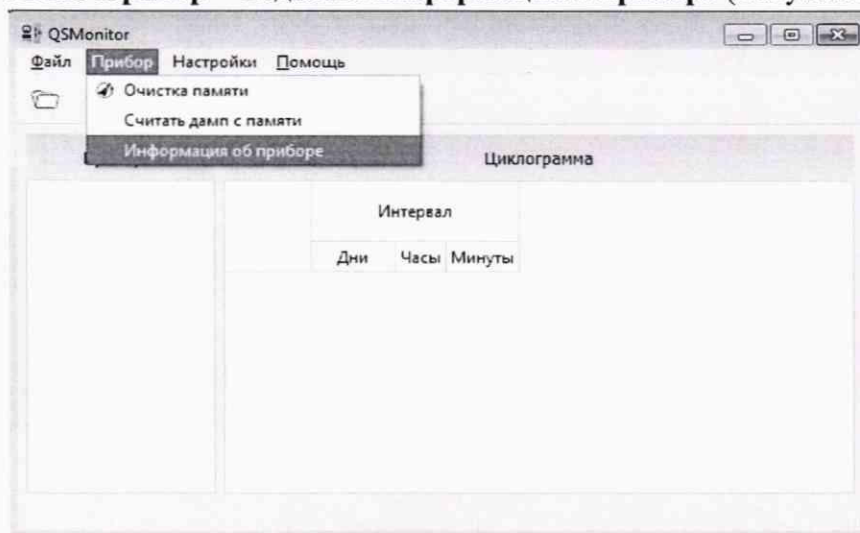 QSMonitor
Файл Прибор Настройки Помощь
Очистка памяти
Считать дамп с памяти
Информация об приборе
Циклограмма
Интервал
Дни Часы Минуты